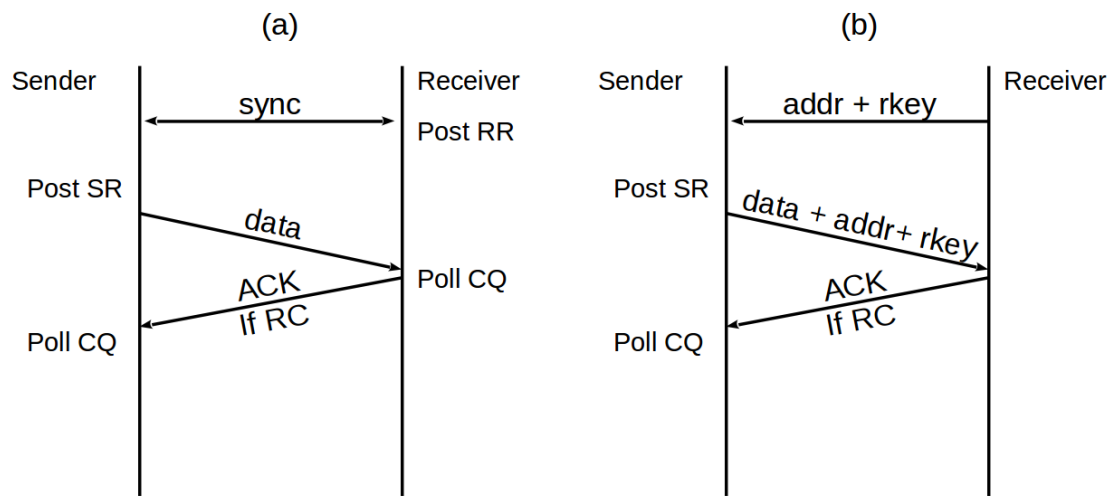 (a)
Sender
Receiver
sync
Post RR
Post SR
data
Poll CQ
ACK
If RC
Poll CQ
(b)
Sender
Receiver
addr + rkey
Post SR
data + addr+ rkey
ACK
If RC
Poll CQ